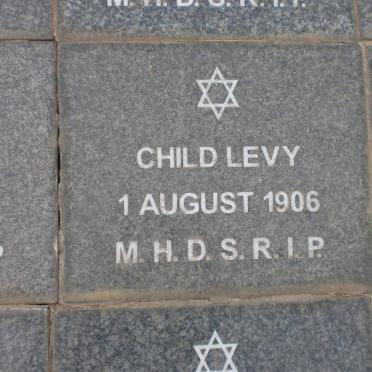 M. H. D. S. R. I. P.
CHILD LEVY
1 AUGUST 1906
M. H. D. S. R. I. P.
P